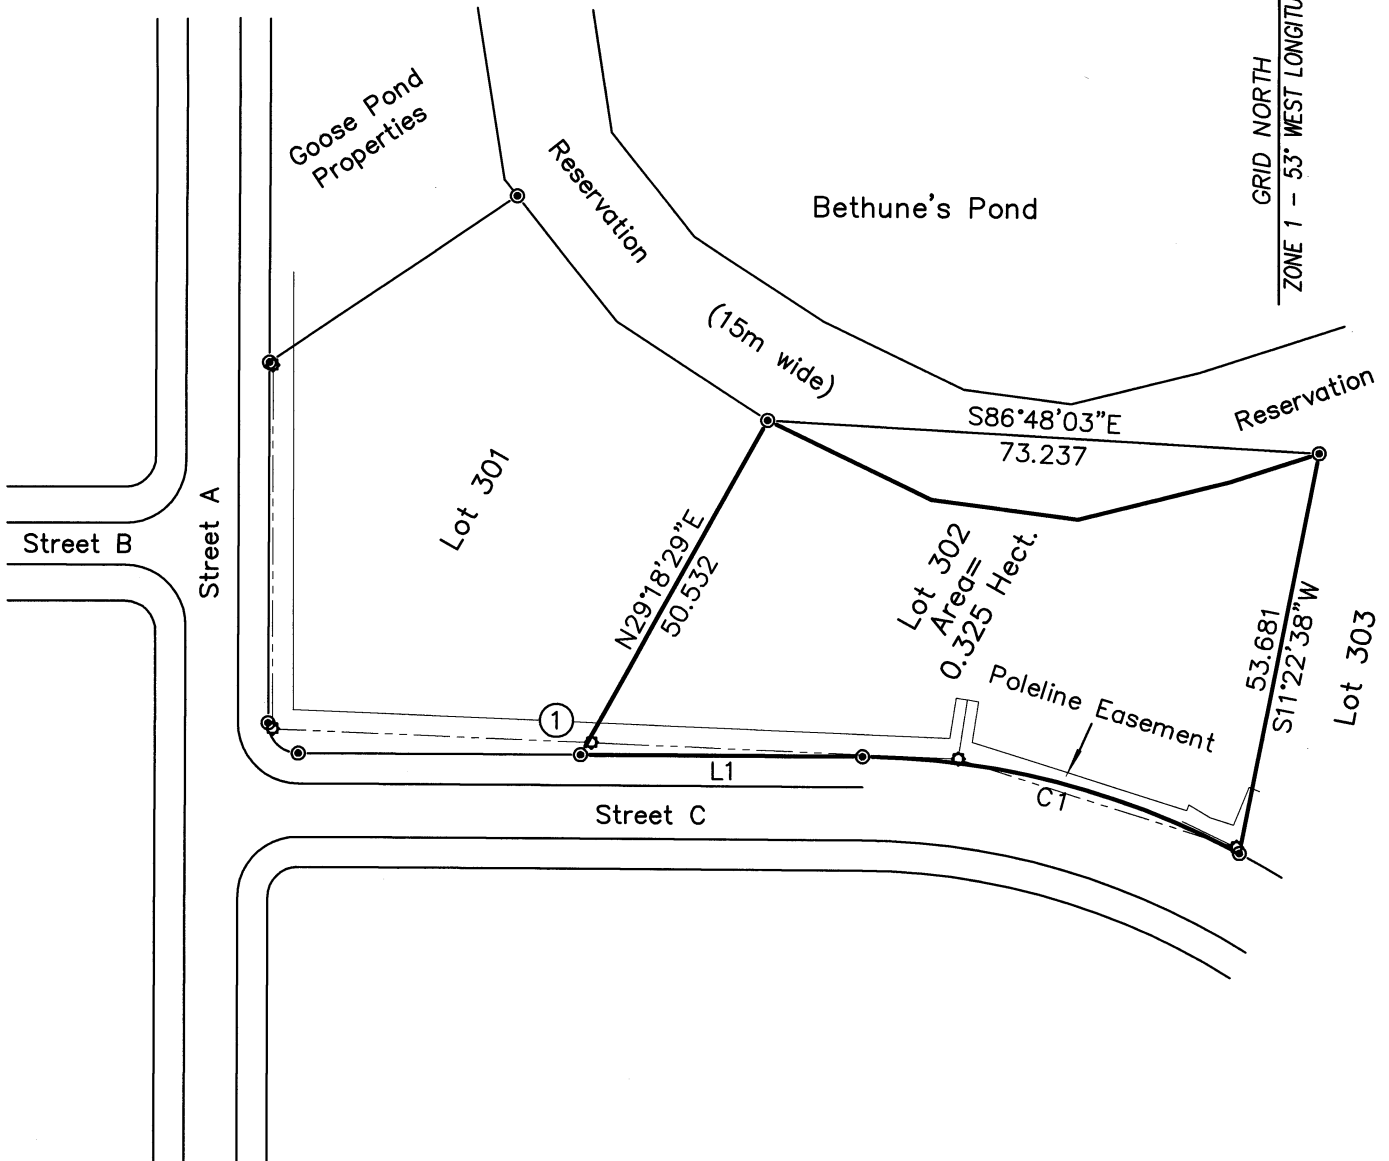 Goose Pond
Properties
Reservation
(15m wide)
Bethune's Pond
GRID NORTH
ZONE 1 - 53° WEST
Reservation
S86°48'03"E
73.237
Lot 301
N29°18'29"E
50.532
Lot 302
Area=
0.325 Hect.
53.681
S11°22'38"W
Lot 303
Poleline Easement
Street A
Street B
1
L1
C1
Street C